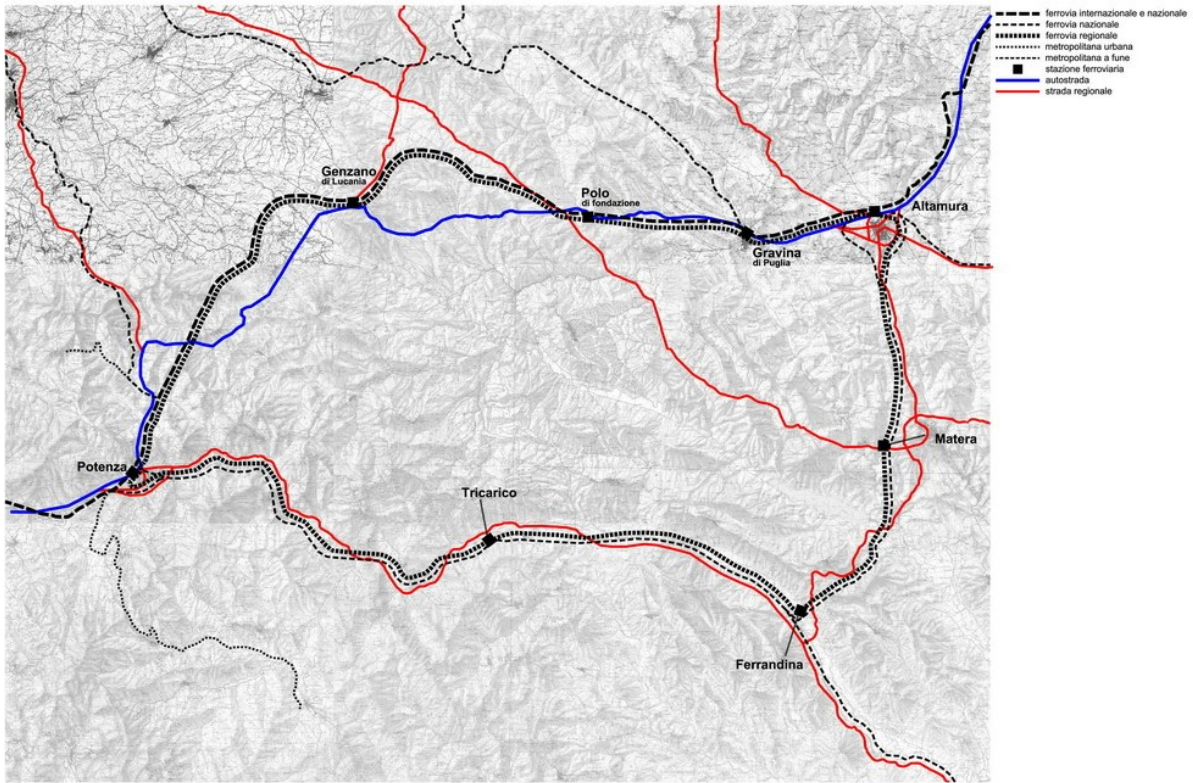 ferrovia internazionale e nazionale
ferrovia nazionale
ferrovia regionale
metropolitana urbana
metropolitana a fune
stazione ferroviaria
autostrada
strada regionale
Genzano
di Lucania
Polo
di fondazione
Altamura
Gravina
di Puglia
Matera
Potenza
Tricarico
Ferrandina